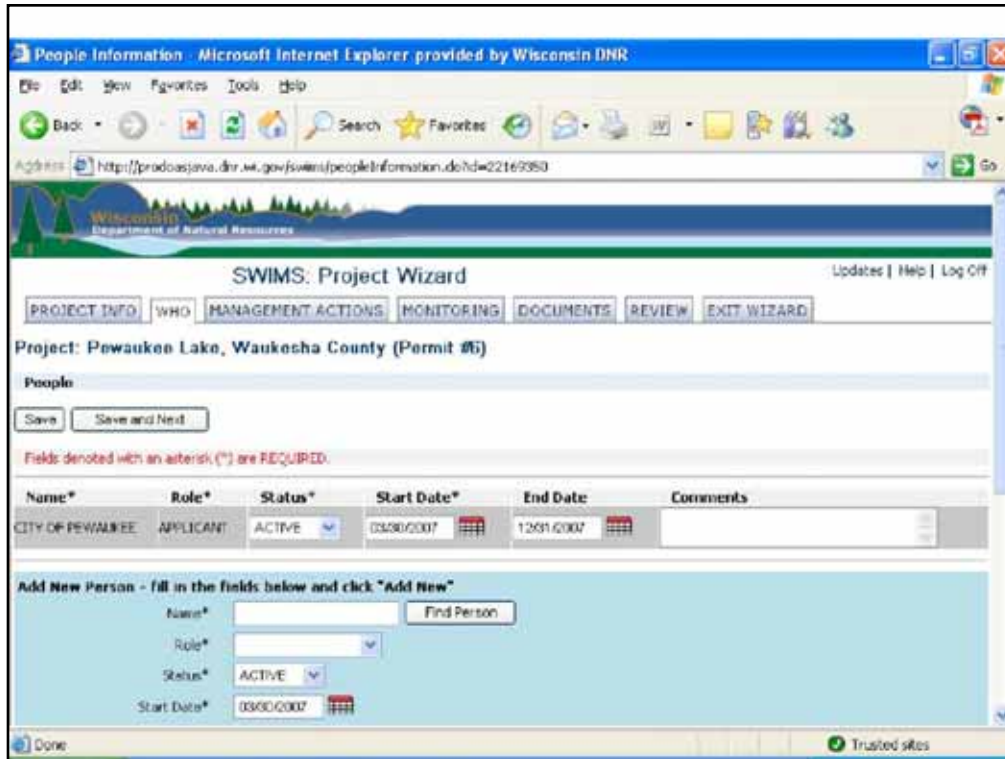 People Information - Microsoft Internet Explorer provided by Wisconsin DNR
File Edit View Favorites Tools Help
Back Search Favorites
Address http://prodoasjava.dnr.wi.gov/swims/peopleInformation.do?id=22169350 Go
Wisconsin
Department of Natural Resources
SWIMS: Project Wizard Updates | Help | Log Off
PROJECT INFO WHO MANAGEMENT ACTIONS MONITORING DOCUMENTS REVIEW EXIT WIZARD
Project: Pewaukee Lake, Waukesha County (Permit #6)
People
Save Save and Next
Fields denoted with an asterisk (*) are REQUIRED.
Name* Role* Status* Start Date* End Date Comments
CITY OF PEWAUKEE APPLICANT ACTIVE 03/30/2007 12/31/2007
Add New Person - fill in the fields below and click "Add New"
Name* Find Person
Role*
Status* ACTIVE
Start Date* 03/30/2007
Done Trusted sites